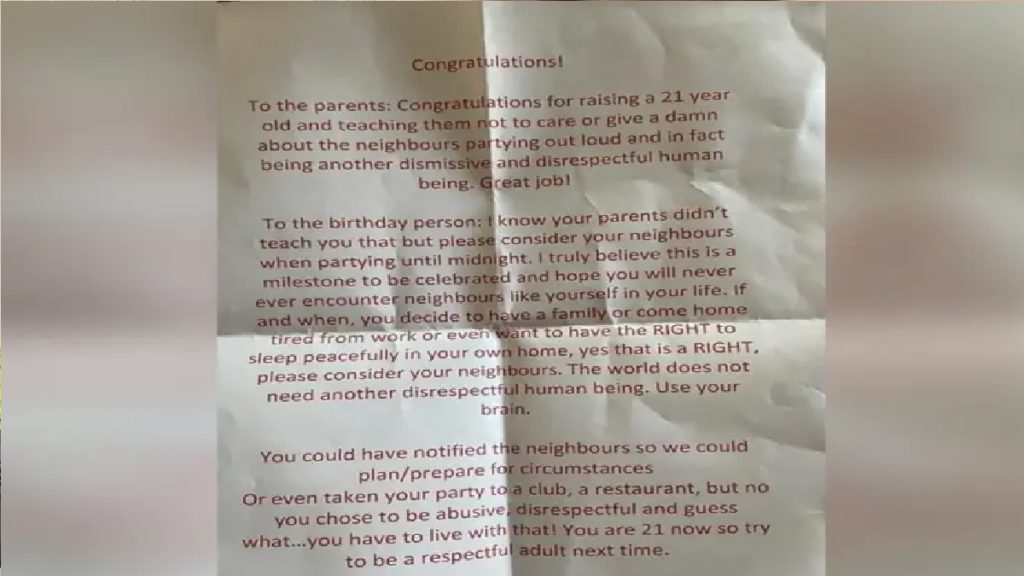 Congratulations!
To the parents: Congratulations for raising a 21 year
old and teaching them not to care or give a damn
about the neighbours partying out loud and in fact
being another dismissive and disrespectful human
being. Great job!
To the birthday person: I know your parents didn't
teach you that but please consider your neighbours
when partying until midnight. I truly believe this is a
milestone to be celebrated and hope you will never
ever encounter neighbours like yourself in your life. If
and when, you decide to have a family or come home
tired from work or even want to have the RIGHT to
sleep peacefully in your own home, yes that is a RIGHT,
please consider your neighbours. The world does not
need another disrespectful human being. Use your
brain.
You could have notified the neighbours so we could
plan/prepare for circumstances
Or even taken your party to a club, a restaurant, but no
you chose to be abusive, disrespectful and guess
what...you have to live with that! You are 21 now so try
to be a respectful adult next time.